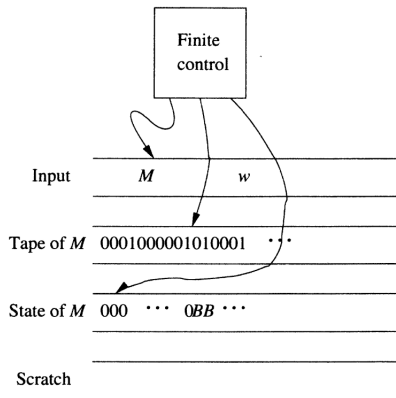 Finite
control
Input M w
Tape of M 0001000001010001 ...
State of M 000 ... 0BB ...
Scratch